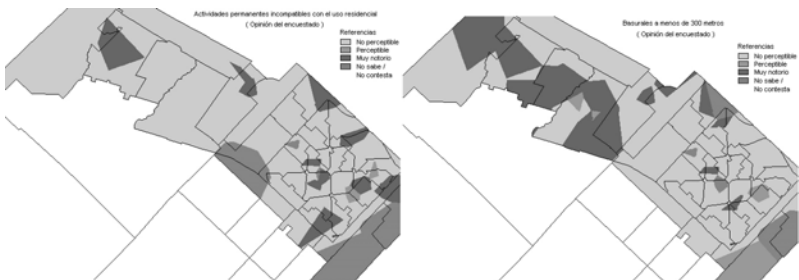 Actividades permanentes incompatibles con el uso residencial
( Opinión del encuestado )
Referencias
No perceptible
Perceptible
Muy notorio
No sabe /
No contesta
Basurales a menos de 300 metros
( Opinión del encuestado )
Referencias
No perceptible
Perceptible
Muy notorio
No sabe /
No contesta